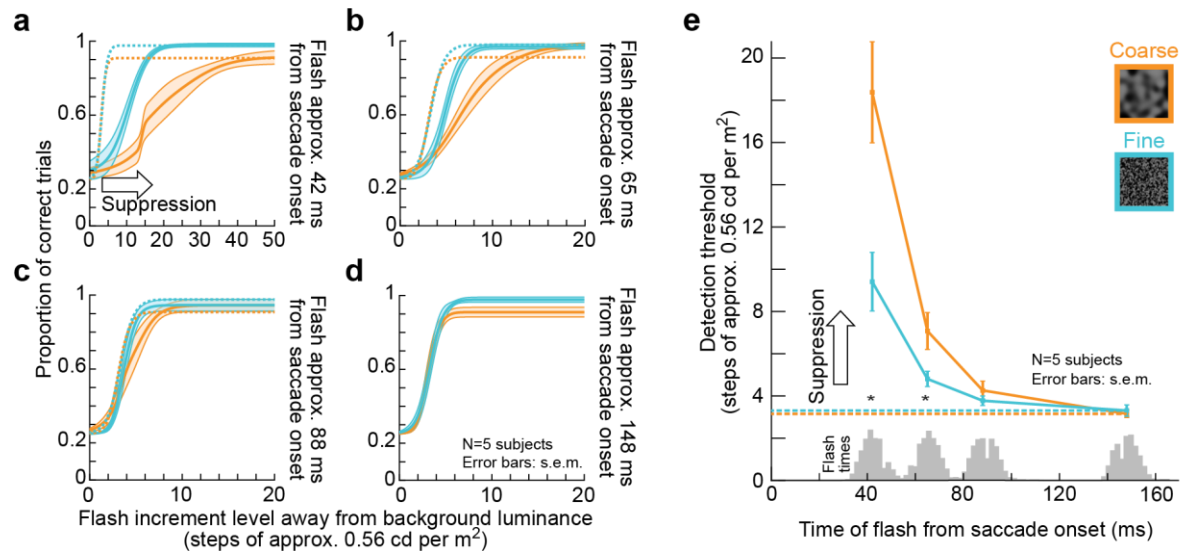 a
b
1
1
Proportion of correct trials
0.6
0.6
Flash approx. 42 ms
from saccade onset
Flash approx. 65 ms
from saccade onset
0.2
0.2
Suppression
0
0
0 10 20 30 40 50
0 10 20
c
d
1
1
0.6
0.6
Flash approx. 88 ms
from saccade onset
Flash approx. 148 ms
from saccade onset
0.2
0.2
N=5 subjects
Error bars: s.e.m.
0
0
0 10 20
0 10 20
Flash increment level away from background luminance
(steps of approx. 0.56 cd per m²)
e
20
16
12
8
4
0
Detection threshold
(steps of approx. 0.56 cd per m²)
Suppression
Coarse
Fine
N=5 subjects
Error bars: s.e.m.
* *
Flash
times
0 40 80 120 160
Time of flash from saccade onset (ms)